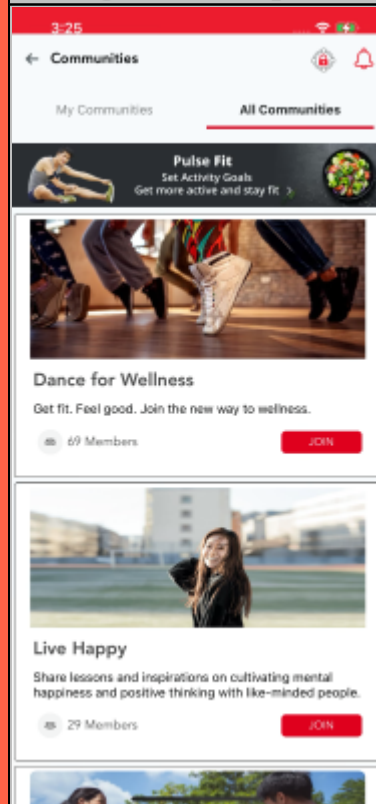 3:25
Communities
My Communities
All Communities
Pulse Fit
Set Activity Goals
Get more active and stay fit
Dance for Wellness
Get fit. Feel good. Join the new way to wellness.
69 Members
JOIN
Live Happy
Share lessons and inspirations on cultivating mental
happiness and positive thinking with like-minded people.
29 Members
JOIN